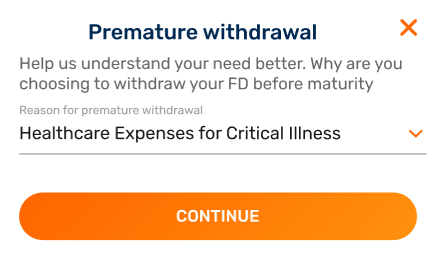 Premature withdrawal
Help us understand your need better. Why are you
choosing to withdraw your FD before maturity
Reason for premature withdrawal
Healthcare Expenses for Critical Illness
CONTINUE